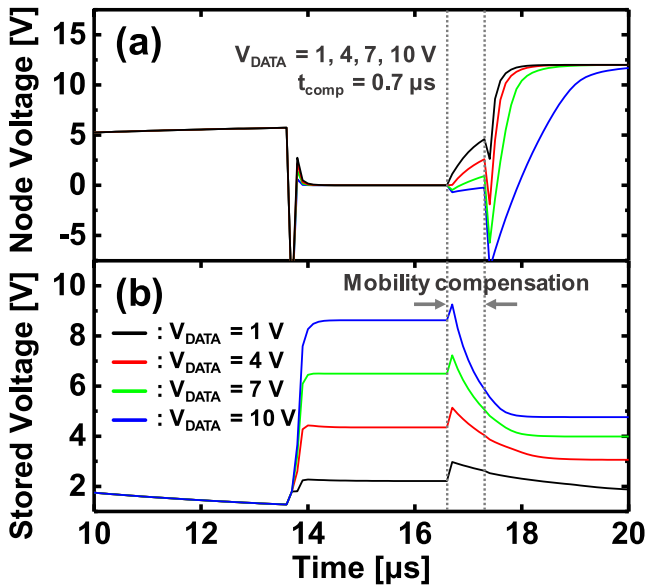 15
10
5
0
-5
Node Voltage [V]
(a)
V_DATA = 1, 4, 7, 10 V
t_comp = 0.7 µs
10
8
6
4
2
Stored Voltage [V]
(b)
Mobility compensation
: V_DATA = 1 V
: V_DATA = 4 V
: V_DATA = 7 V
: V_DATA = 10 V
10 12 14 16 18 20
Time [µs]